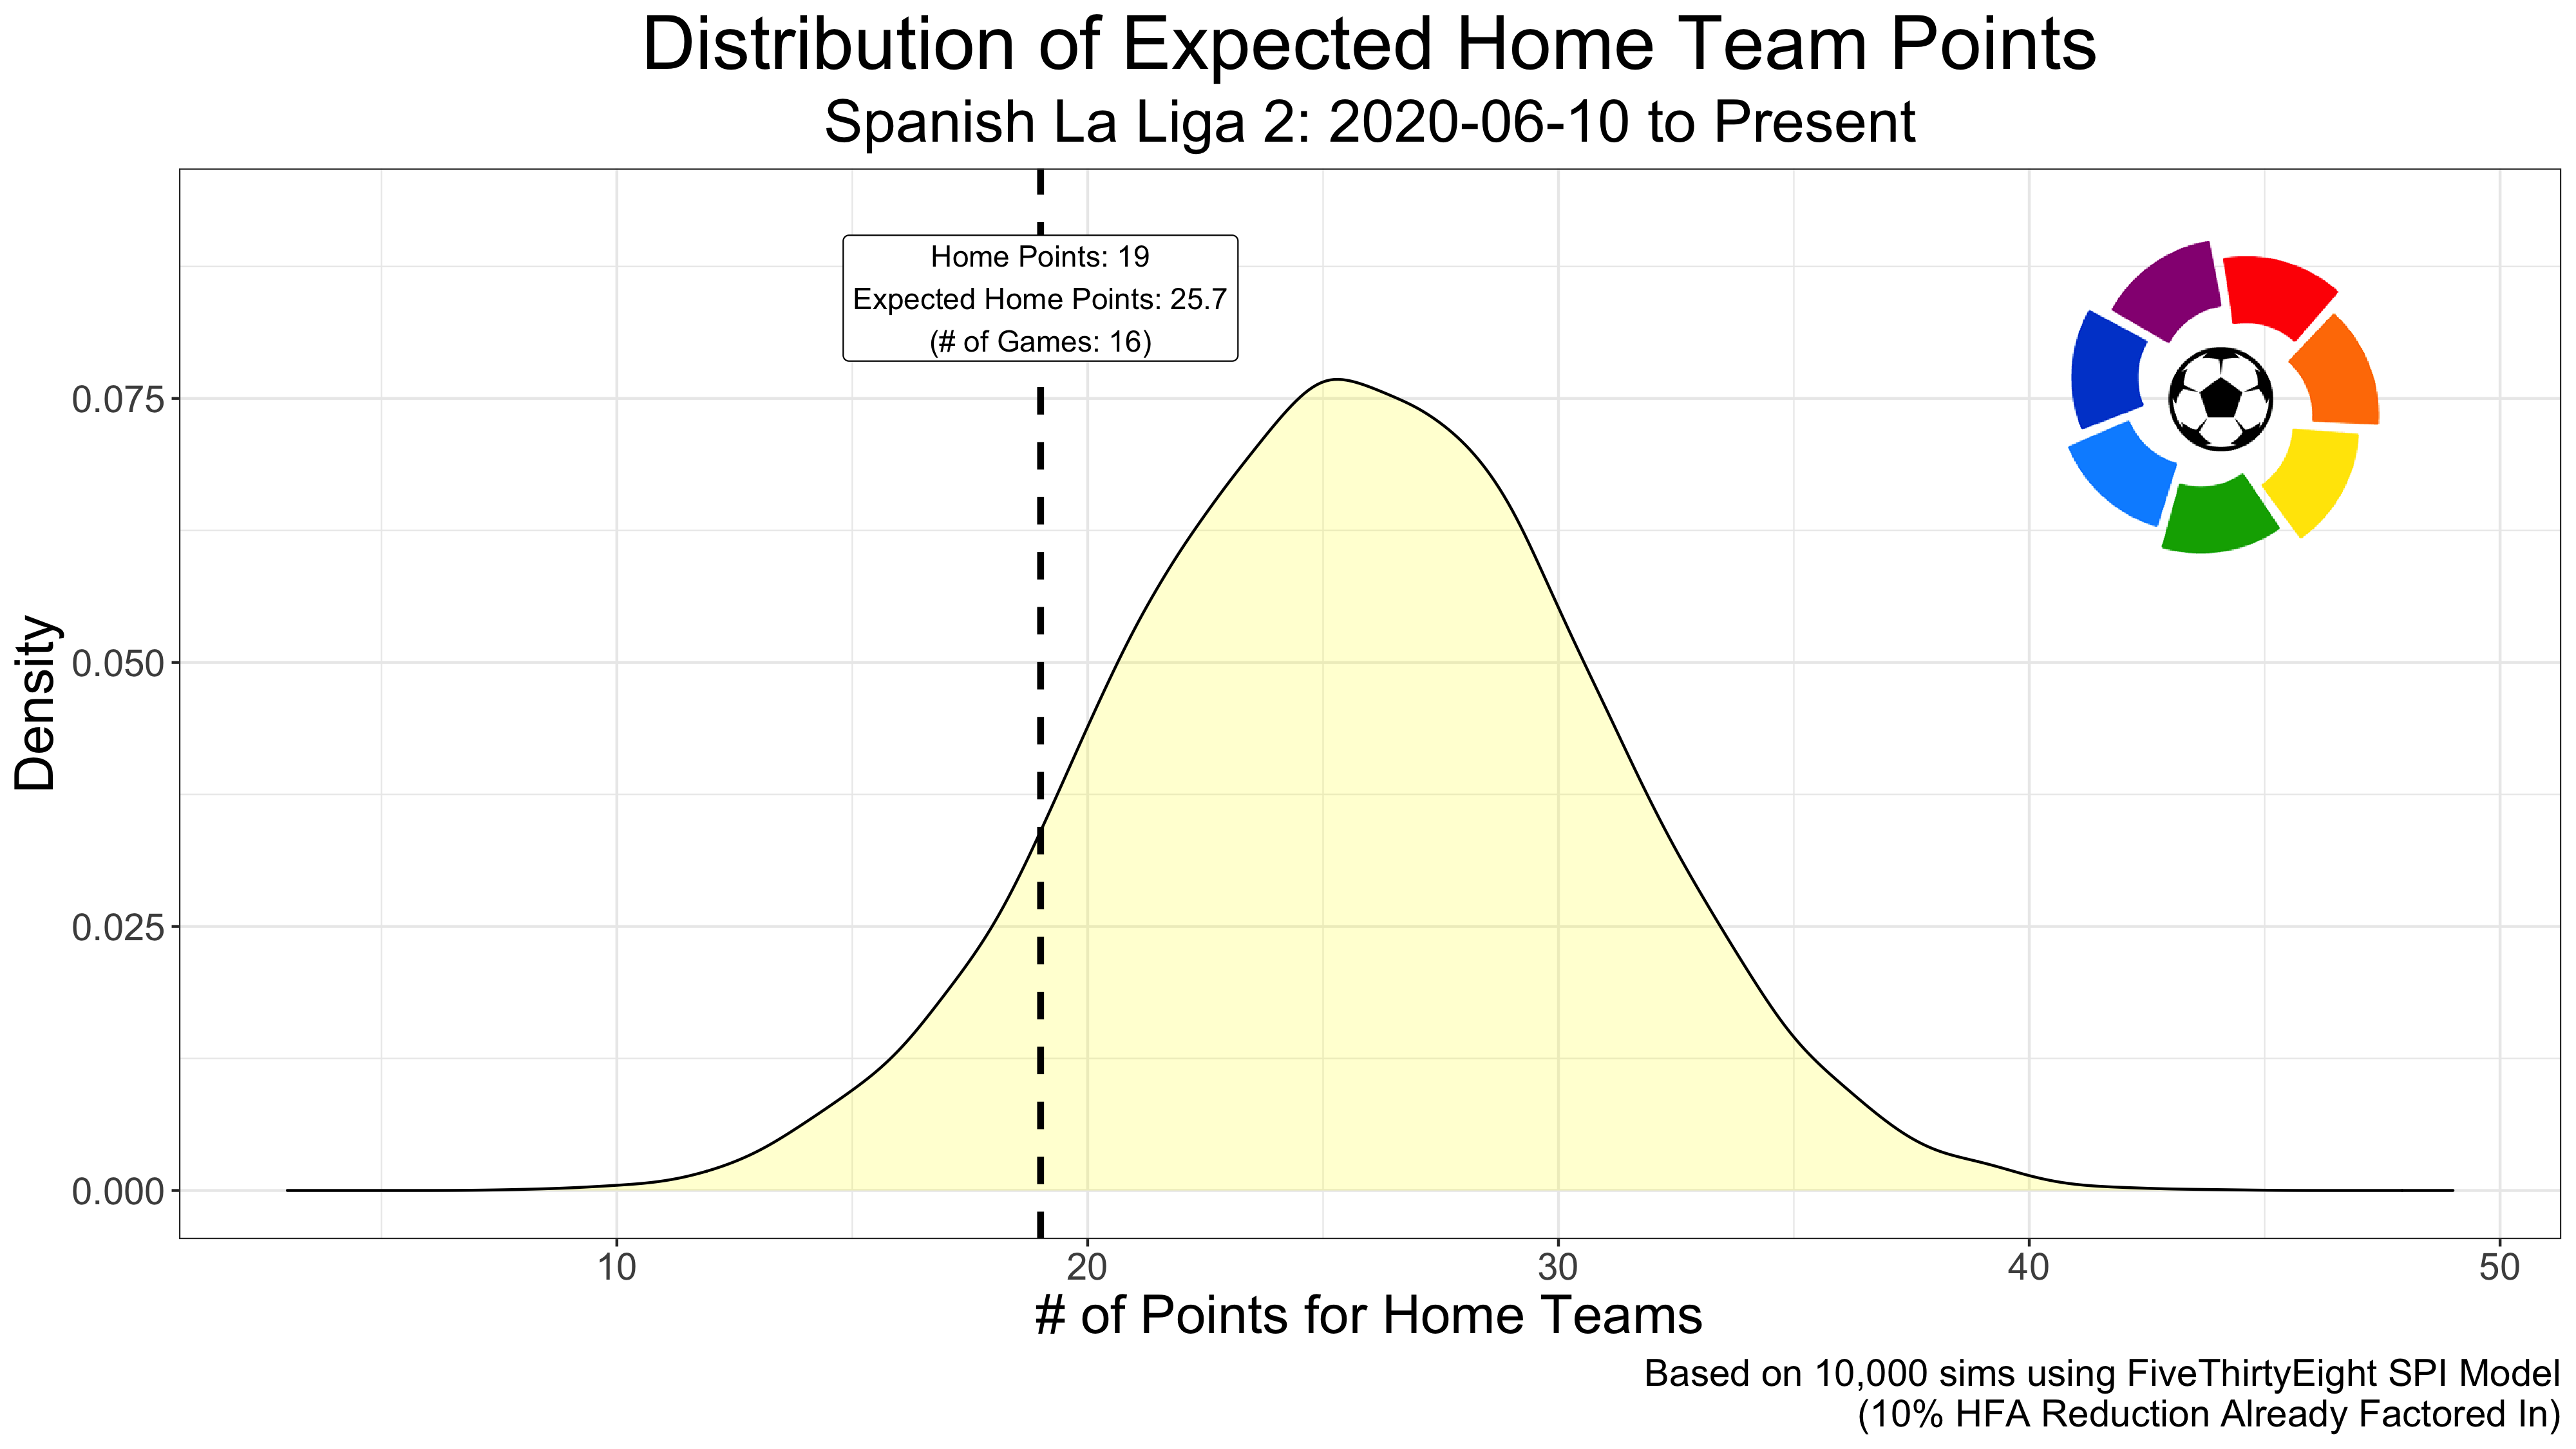 Distribution of Expected Home Team Points
Spanish La Liga 2: 2020-06-10 to Present
Home Points: 19
Expected Home Points: 25.7
(# of Games: 16)
Density
0.075
0.050
0.025
0.000
10 20 30 40 50
# of Points for Home Teams
Based on 10,000 sims using FiveThirtyEight SPI Model
(10% HFA Reduction Already Factored In)